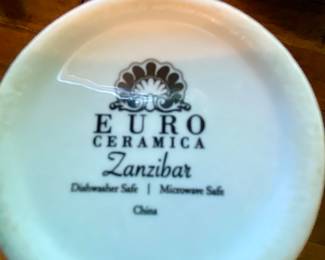 EURO
CERAMICA
Zanzibar
Dishwasher Safe | Microwave Safe
China